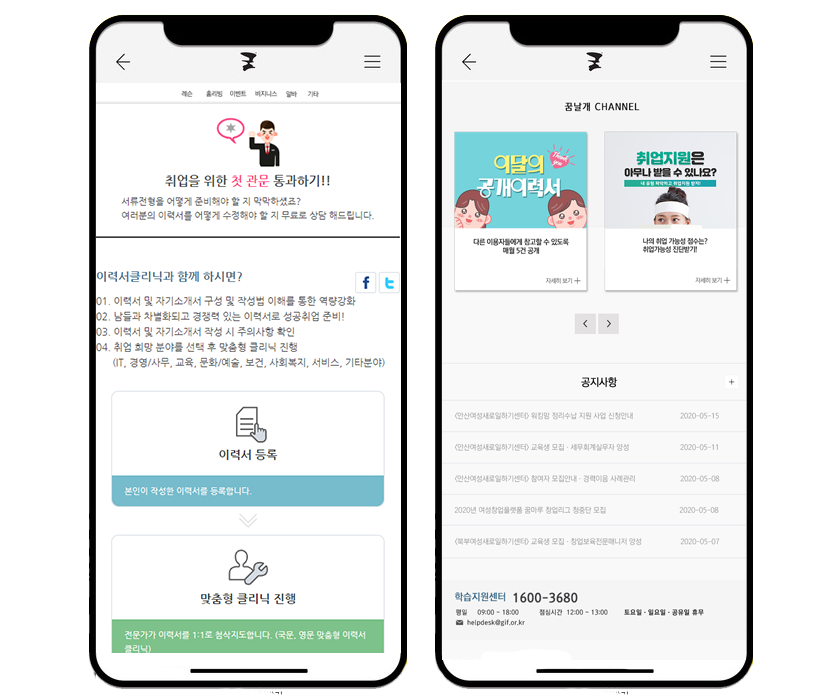 레슨 홈리빙 이벤트 비지니스 알바 기타
취업을 위한 첫 관문 통과하기!!
서류전형을 어떻게 준비해야 할 지 막막하셨죠?
여러분의 이력서를 어떻게 수정해야 할 지 무료로 상담 해드립니다.
이력서클리닉과 함께 하시면?
01. 이력서 및 자기소개서 구성 및 작성법 이해를 통한 역량강화
02. 남들과 차별화되고 경쟁력 있는 이력서로 성공취업 준비!
03. 이력서 및 자기소개서 작성 시 주의사항 확인
04. 취업 희망 분야를 선택 후 맞춤형 클리닉 진행
(IT, 경영/사무, 교육, 문화/예술, 보건, 사회복지, 서비스, 기타분야)
이력서 등록
본인이 작성한 이력서를 등록합니다.
맞춤형 클리닉 진행
전문가가 이력서를 1:1로 첨삭지도합니다. (국문, 영문 맞춤형 이력서
클리닉)
꿈날개 CHANNEL
이달의
공개이력서
Thank you
다른 이용자들에게 참고할 수 있도록
매월 5건 공개
자세히 보기 +
취업지원은
아무나 받을 수 있나요?
내 유형 파악하고 취업지원 받자!
나의 취업 가능성 점수는?
취업가능성 진단받기!
자세히 보기 +
공지사항
+
<안산여성새로일하기센터> 워킹맘 정리수납 지원 사업 신청안내 2020-05-15
<안산여성새로일하기센터> 교육생 모집 - 세무회계실무자 양성 2020-05-11
<안산여성새로일하기센터> 참여자 모집안내 - 경력이음 사례관리 2020-05-08
2020년 여성창업플랫폼 꿈마루 창업리그 청중단 모집 2020-05-08
<북부여성새로일하기센터> 교육생 모집 - 창업보육전문매니저 양성 2020-05-07
학습지원센터 1600-3680
평일 09:00 ~ 18:00 점심시간 12:00 ~ 13:00 토요일 · 일요일 · 공유일 휴무
helpdesk@gif.or.kr